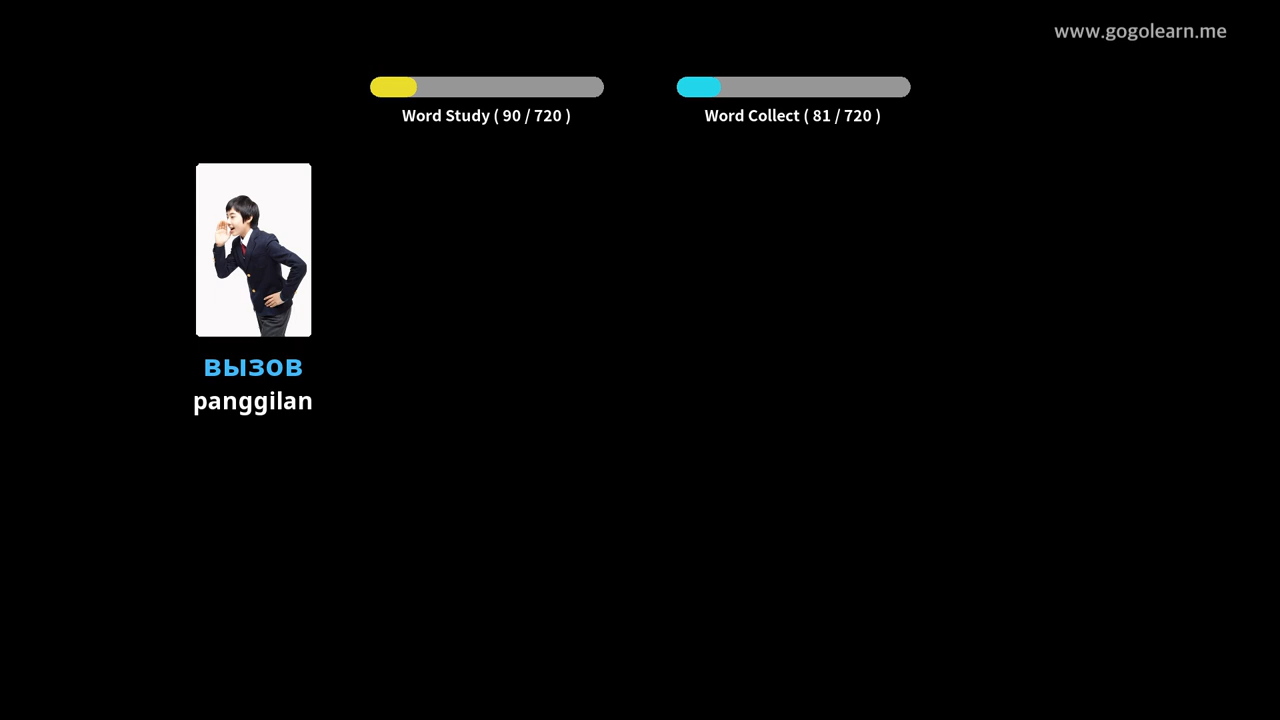 www.gogolearn.me
Word Study ( 90 / 720 )
Word Collect ( 81 / 720 )
вызов
panggilan